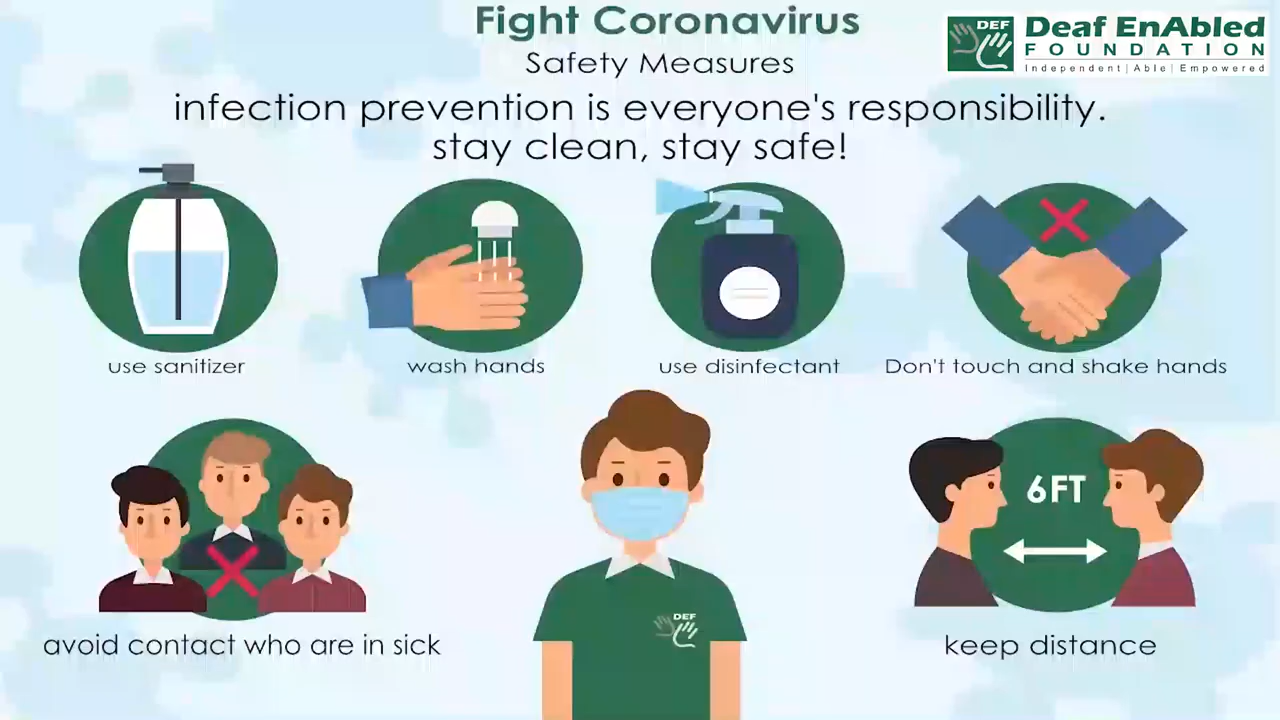 Fight Coronavirus
Safety Measures
DEF
Deaf EnAbled
FOUNDATION
Independent | Able | Empowered
infection prevention is everyone's responsibility.
stay clean, stay safe!
use sanitizer
wash hands
use disinfectant
Don't touch and shake hands
6FT
DEF
avoid contact who are in sick
keep distance